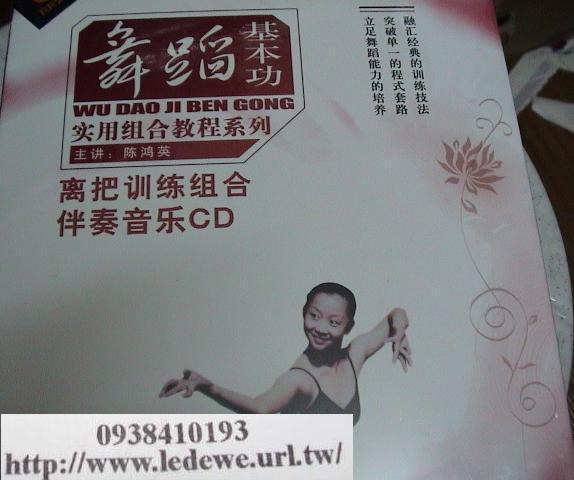 舞蹈
基本功
WU DAO JI BEN GONG
实用组合教程系列
主讲：陈鸿英
离把训练组合
伴奏音乐CD
融汇经典的训练技法
突破单一的程式套路
立足舞蹈能力的培养
0938410193
http://www.ledewe.url.tw/